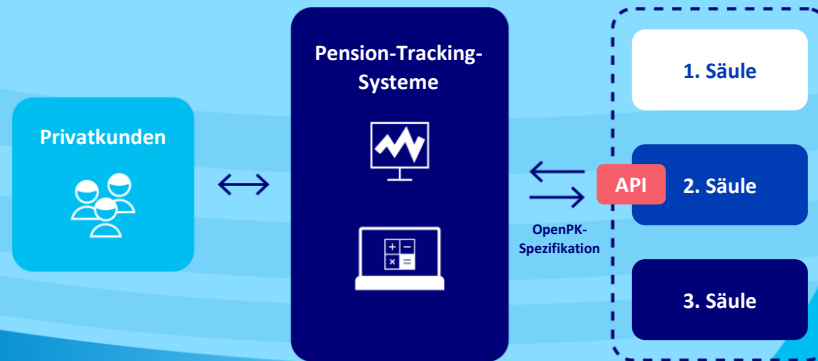 Privatkunden
Pension-Tracking-
Systeme
+ −
× =
OpenPK-
Spezifikation
1. Säule
API
2. Säule
3. Säule